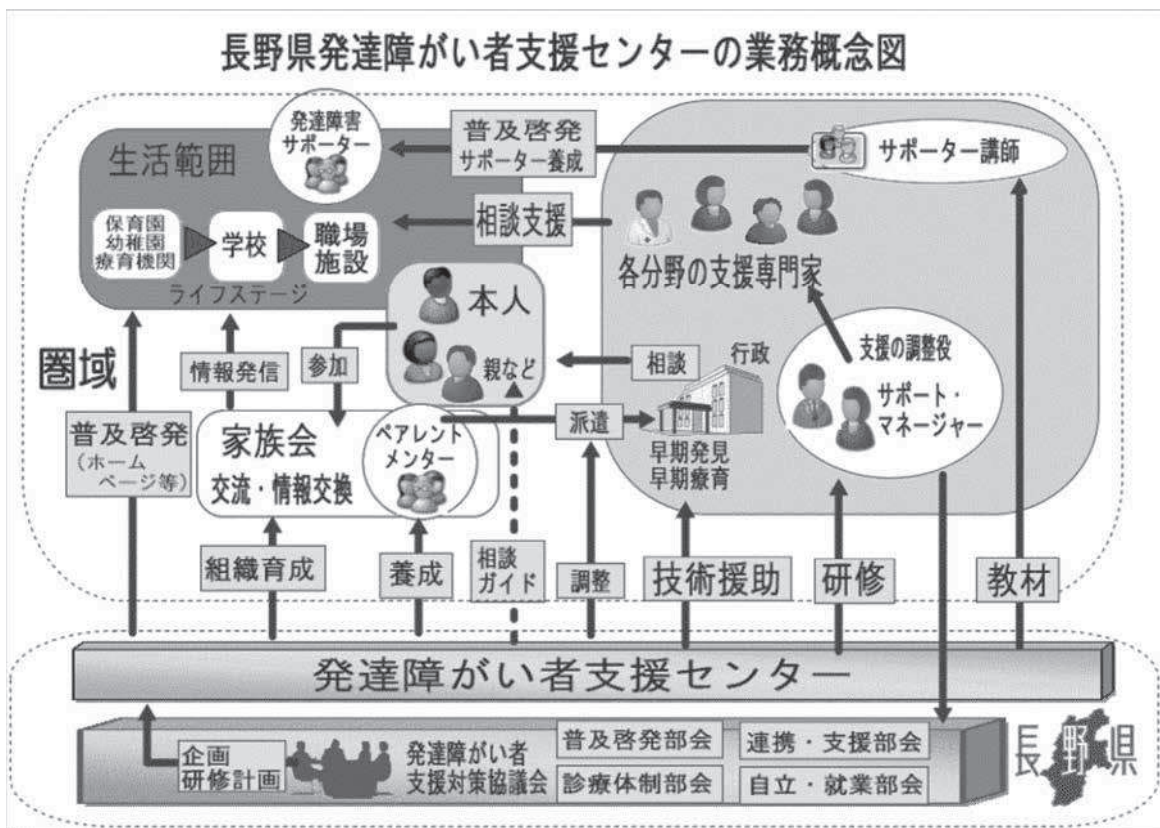 長野県発達障がい者支援センターの業務概念図
発達障害
サポーター
普及啓発
サポーター養成
サポーター講師
生活範囲
保育園
幼稚園
療育機関
学校
職場
施設
ライフステージ
相談支援
各分野の支援専門家
本人
親など
圏域
情報発信
参加
相談
行政
支援の調整役
サポート・
マネージャー
普及啓発
(ホーム
ページ等)
家族会
交流・情報交換
ペアレント
メンター
派遣
早期発見
早期療育
組織育成
養成
相談
ガイド
調整
技術援助
研修
教材
発達障がい者支援センター
企画
研修計画
発達障がい者
支援対策協議会
普及啓発部会
連携・支援部会
診療体制部会
自立・就業部会
長野県